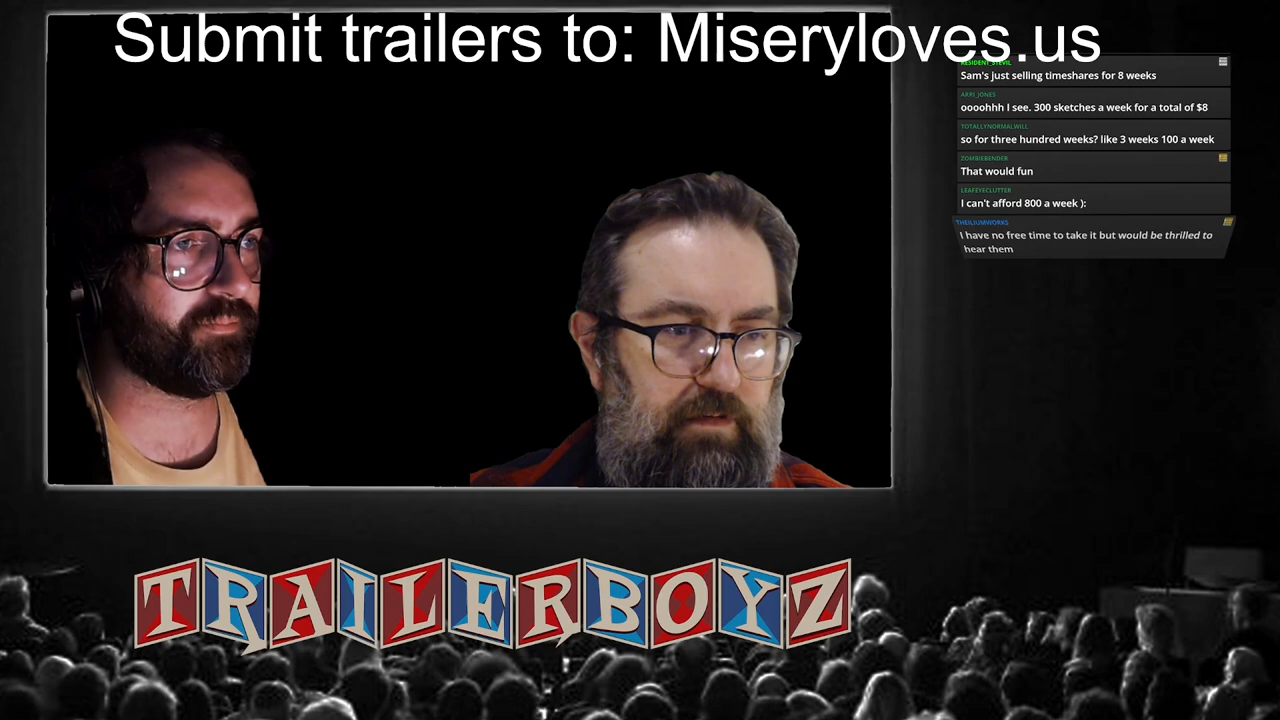 Submit trailers to: Miseryloves.us
RESIDENT_STEVIL
Sam's just selling timeshares for 8 weeks
ARRI_JONES
oooohhh I see. 300 sketches a week for a total of $8
TOTALLYNORMALWILL
so for three hundred weeks? like 3 weeks 100 a week
ZOMBIEBENDER
That would fun
LEAFEYECLUTTER
I can't afford 800 a week ):
THEILIUMWORKS
I have no free time to take it but would be thrilled to
hear them
TRAILERBOYZ